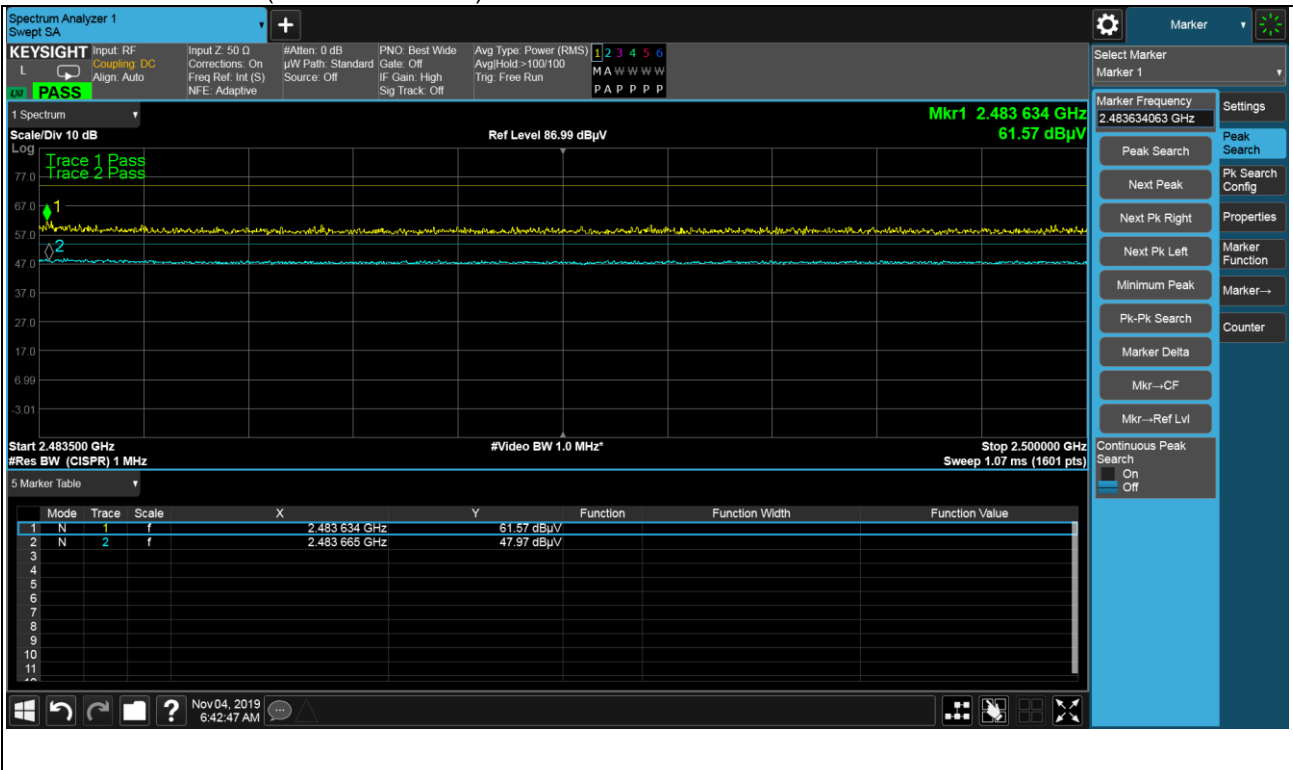 Spectrum Analyzer 1
Swept SA
+
Marker
KEYSIGHT
L
LXI
PASS
Input: RF
Coupling: DC
Align: Auto
Input Z: 50 Ω
Corrections: On
Freq Ref: Int (S)
NFE: Adaptive
#Atten: 0 dB
µW Path: Standard
Source: Off
PNO: Best Wide
Gate: Off
IF Gain: High
Sig Track: Off
Avg Type: Power (RMS)
Avg|Hold:>100/100
Trig: Free Run
1 2 3 4 5 6
M A W W W W
P A P P P P
Select Marker
Marker 1
1 Spectrum
Scale/Div 10 dB
Log
Ref Level 86.99 dBµV
Mkr1 2.483 634 GHz
61.57 dBµV
Trace 1 Pass
Trace 2 Pass
77.0
67.0
57.0
47.0
37.0
27.0
17.0
6.99
-3.01
1
2
Start 2.483500 GHz
#Res BW (CISPR) 1 MHz
#Video BW 1.0 MHz*
Stop 2.500000 GHz
Sweep 1.07 ms (1601 pts)
5 Marker Table
Mode Trace Scale X Y Function Function Width Function Value
1 N 1 f 2.483 634 GHz 61.57 dBµV
2 N 2 f 2.483 665 GHz 47.97 dBµV
3
4
5
6
7
8
9
10
11
Marker Frequency
2.483634063 GHz
Peak Search
Next Peak
Next Pk Right
Next Pk Left
Minimum Peak
Pk-Pk Search
Marker Delta
Mkr→CF
Mkr→Ref Lvl
Continuous Peak
Search
On
Off
Settings
Peak
Search
Pk Search
Config
Properties
Marker
Function
Marker→
Counter
?
Nov 04, 2019
6:42:47 AM